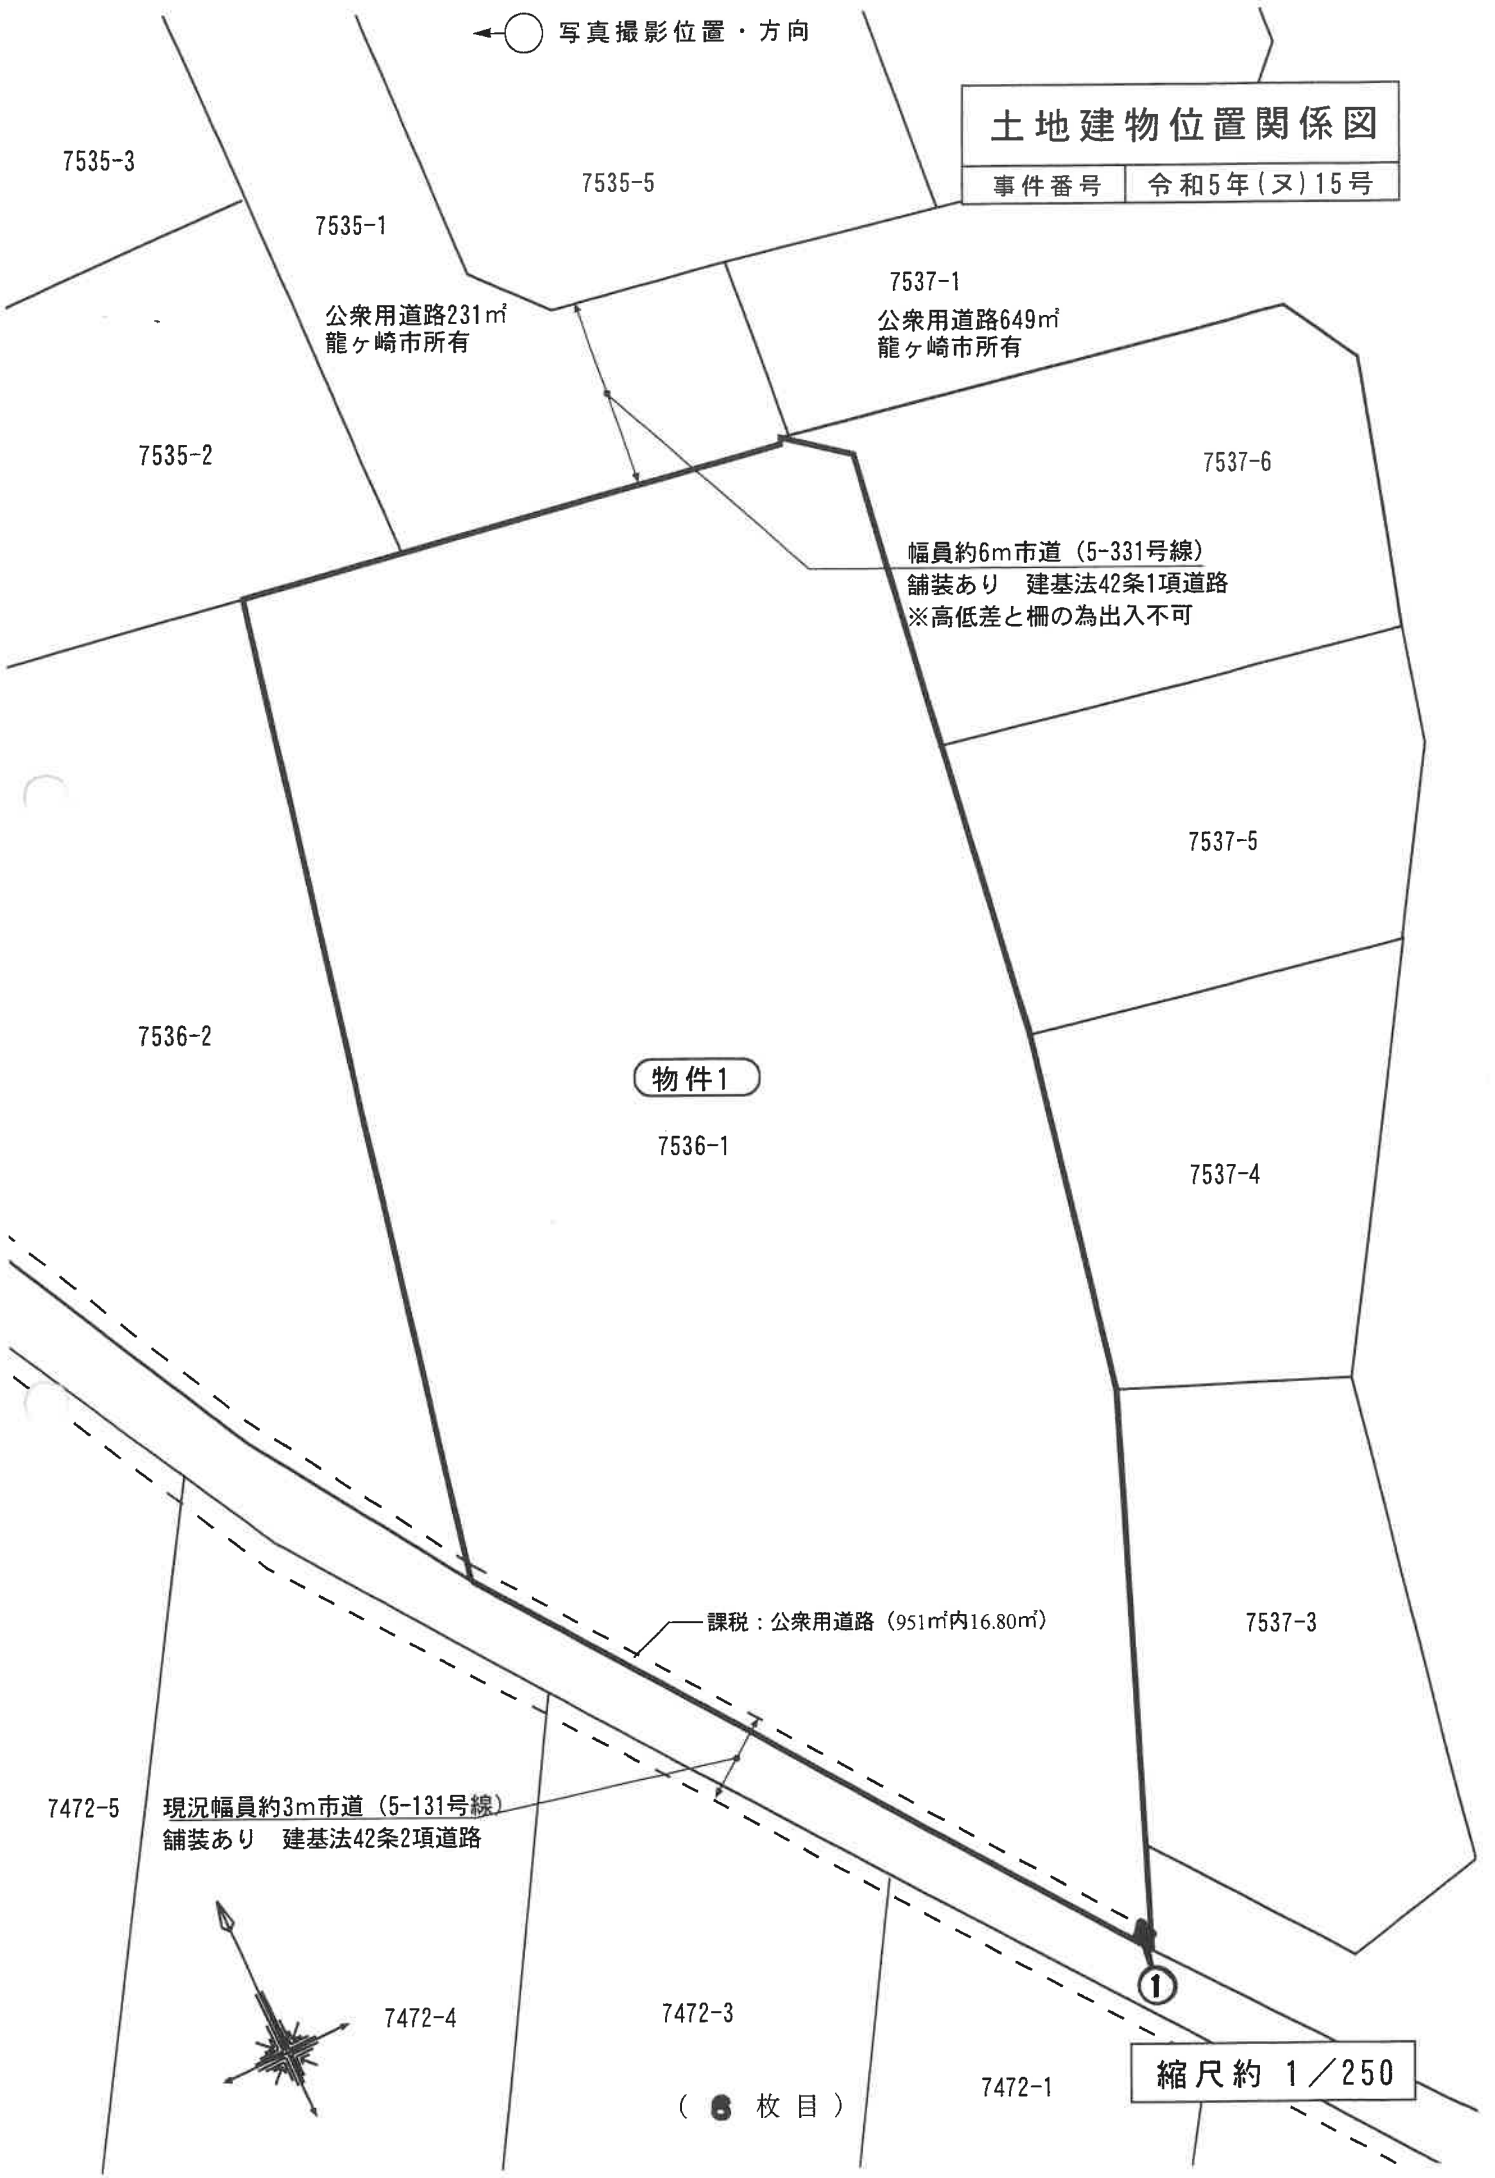 写真撮影位置・方向
土地建物位置関係図
事件番号 令和5年(ヌ)15号
7535-3
7535-1
7535-5
公衆用道路231㎡
龍ヶ崎市所有
7537-1
公衆用道路649㎡
龍ヶ崎市所有
7535-2
7537-6
幅員約6m市道（5-331号線）
舗装あり 建基法42条1項道路
※高低差と柵の為出入不可
7537-5
7536-2
物件1
7536-1
7537-4
課税：公衆用道路（951㎡内16.80㎡）
7537-3
7472-5
現況幅員約3m市道（5-131号線）
舗装あり 建基法42条2項道路
1
7472-4
7472-3
7472-1
縮尺約 1／250
( 枚目)